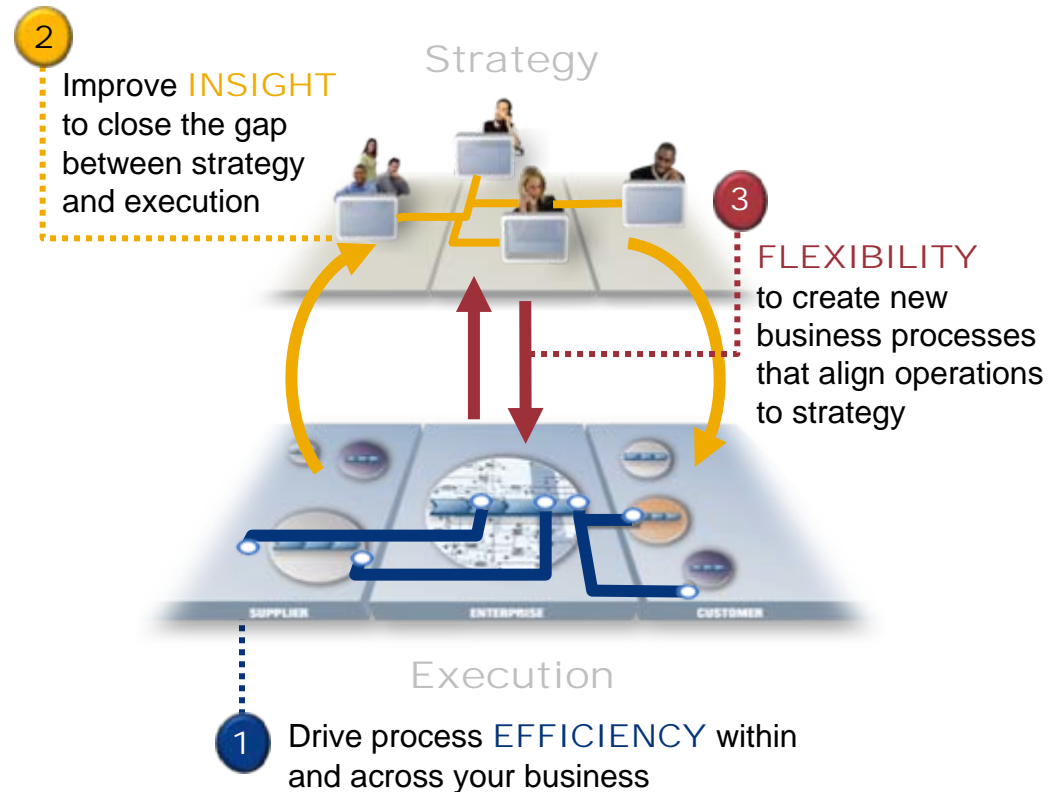 2
Strategy
Improve INSIGHT
to close the gap
between strategy
and execution
3
FLEXIBILITY
to create new
business processes
that align operations
to strategy
SUPPLIER
ENTERPRISE
CUSTOMER
Execution
1
Drive process EFFICIENCY within
and across your business